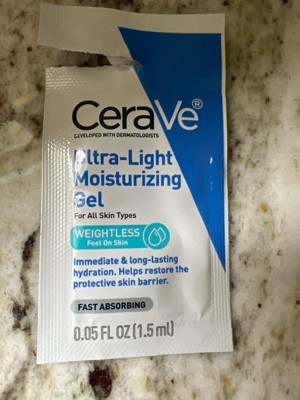 CeraVe®
DEVELOPED WITH DERMATOLOGISTS
Ultra-Light
Moisturizing
Gel
For All Skin Types
WEIGHTLESS
Feel On Skin
Immediate & long-lasting
hydration. Helps restore the
protective skin barrier.
FAST ABSORBING
0.05 FL OZ (1.5 ml)